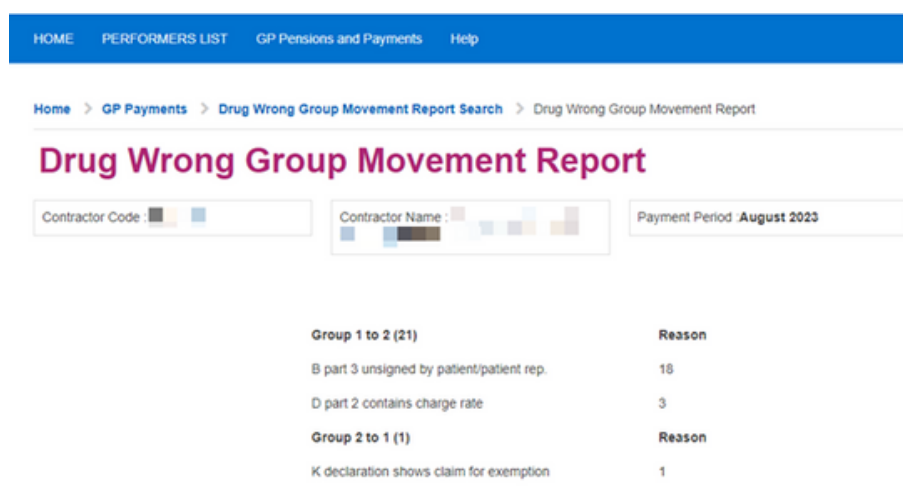 HOME PERFORMERS LIST GP Pensions and Payments Help
Home > GP Payments > Drug Wrong Group Movement Report Search > Drug Wrong Group Movement Report
Drug Wrong Group Movement Report
Contractor Code : Contractor Name : Payment Period :August 2023
Group 1 to 2 (21) Reason
B part 3 unsigned by patient/patient rep. 18
D part 2 contains charge rate 3
Group 2 to 1 (1) Reason
K declaration shows claim for exemption 1